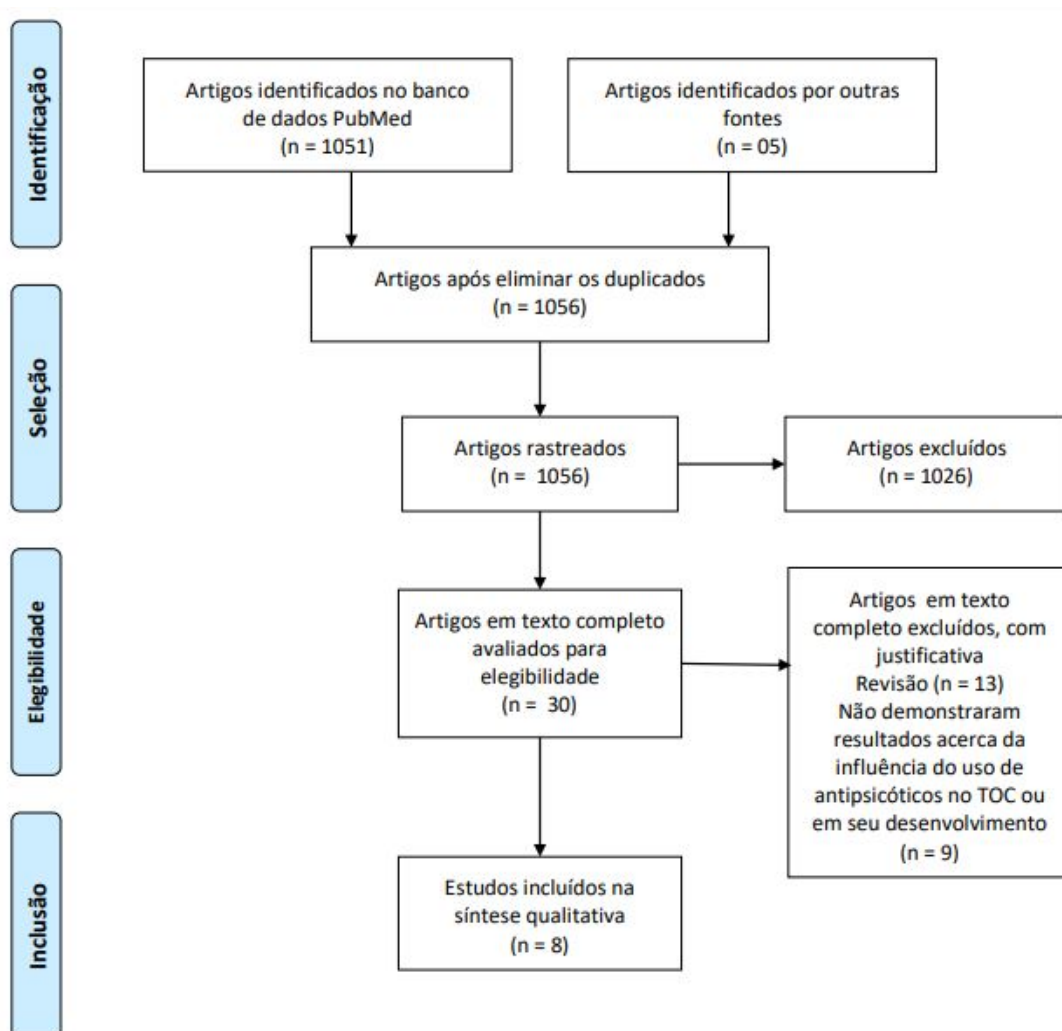 Identificação
Artigos identificados no banco
de dados PubMed
(n = 1051)
Artigos identificados por outras
fontes
(n = 05)
Artigos após eliminar os duplicados
(n = 1056)
Seleção
Artigos rastreados
(n = 1056)
Artigos excluídos
(n = 1026)
Elegibilidade
Artigos em texto completo
avaliados para
elegibilidade
(n = 30)
Artigos em texto
completo excluídos, com
justificativa
Revisão (n = 13)
Não demonstraram
resultados acerca da
influência do uso de
antipsicóticos no TOC ou
em seu desenvolvimento
(n = 9)
Inclusão
Estudos incluídos na
síntese qualitativa
(n = 8)